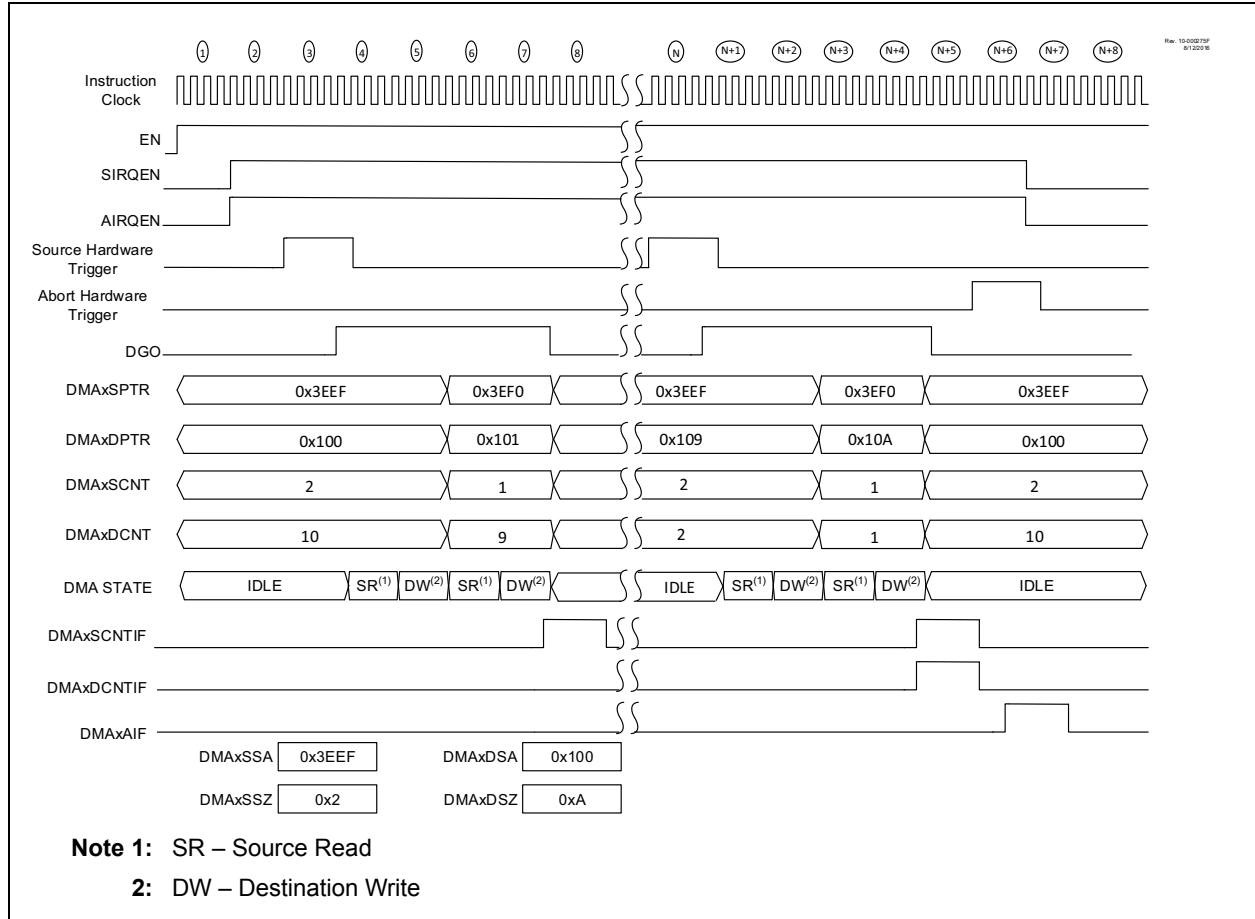 1 2 3 4 5 6 7 8 N N+1 N+2 N+3 N+4 N+5 N+6 N+7 N+8
Rev. 10-000275F
8/12/2016
Instruction
Clock
EN
SIRQEN
AIRQEN
Source Hardware
Trigger
Abort Hardware
Trigger
DGO
DMAxSPTR 0x3EEF 0x3EF0 0x3EEF 0x3EF0 0x3EEF
DMAxDPTR 0x100 0x101 0x109 0x10A 0x100
DMAxSCNT 2 1 2 1 2
DMAxDCNT 10 9 2 1 10
DMA STATE IDLE SR(1) DW(2) SR(1) DW(2) IDLE SR(1) DW(2) SR(1) DW(2) IDLE
DMAxSCNTIF
DMAxDCNTIF
DMAxAIF
DMAxSSA 0x3EEF DMAxDSA 0x100
DMAxSSZ 0x2 DMAxDSZ 0xA
Note 1: SR – Source Read
2: DW – Destination Write